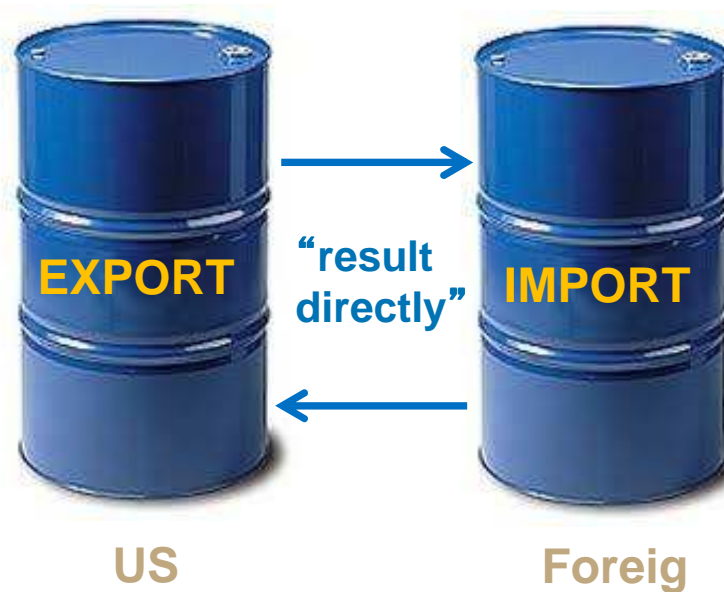 EXPORT
“result
directly”
IMPORT
US
Foreig